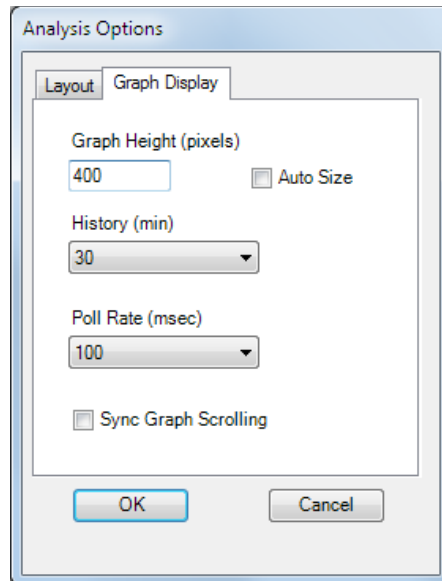 Analysis Options
Layout Graph Display
Graph Height (pixels)
400 Auto Size
History (min)
30
Poll Rate (msec)
100
Sync Graph Scrolling
OK Cancel